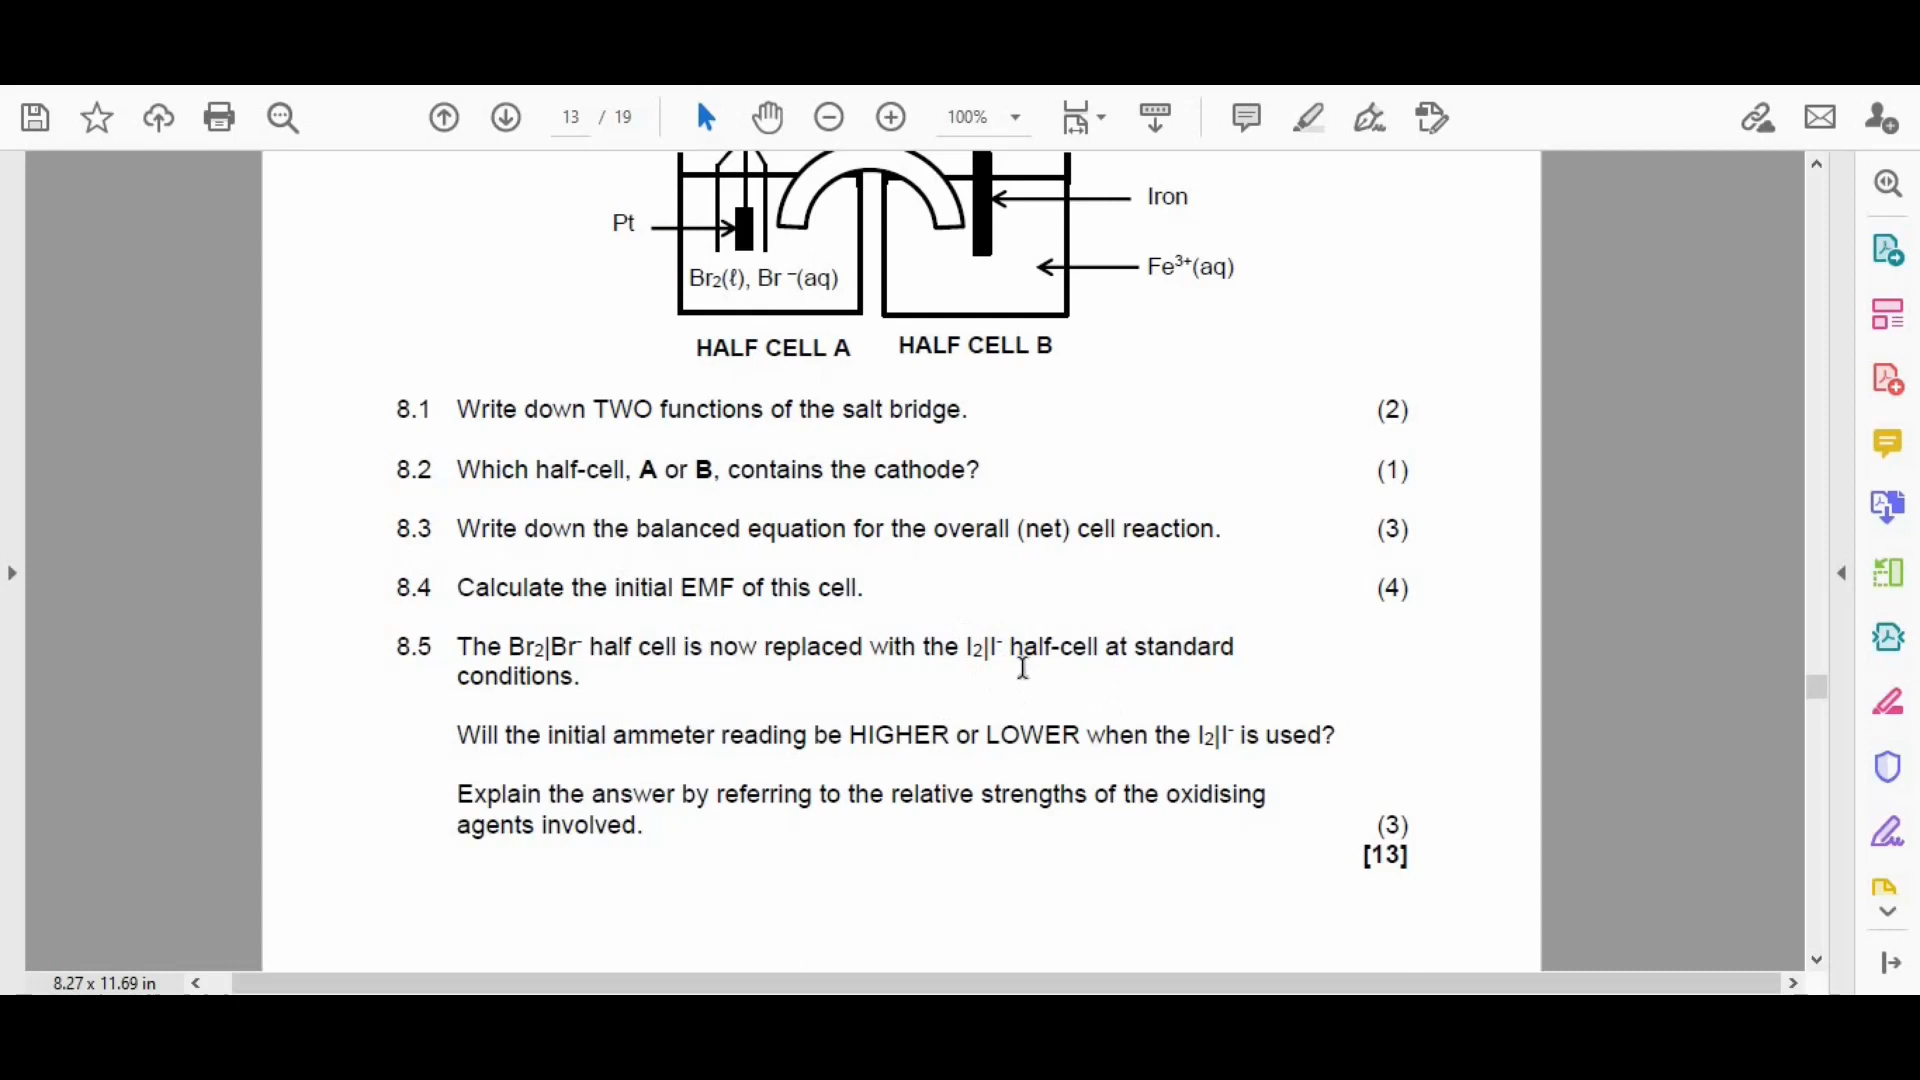 13 / 19
100%
Pt
Iron
Br₂(ℓ), Br ⁻(aq)
Fe³⁺(aq)
HALF CELL A
HALF CELL B
8.1 Write down TWO functions of the salt bridge. (2)
8.2 Which half-cell, A or B, contains the cathode? (1)
8.3 Write down the balanced equation for the overall (net) cell reaction. (3)
8.4 Calculate the initial EMF of this cell. (4)
8.5 The Br₂|Br⁻ half cell is now replaced with the I₂|I⁻ half-cell at standard
conditions.
Will the initial ammeter reading be HIGHER or LOWER when the I₂|I⁻ is used?
Explain the answer by referring to the relative strengths of the oxidising
agents involved. (3)
[13]
8.27 x 11.69 in